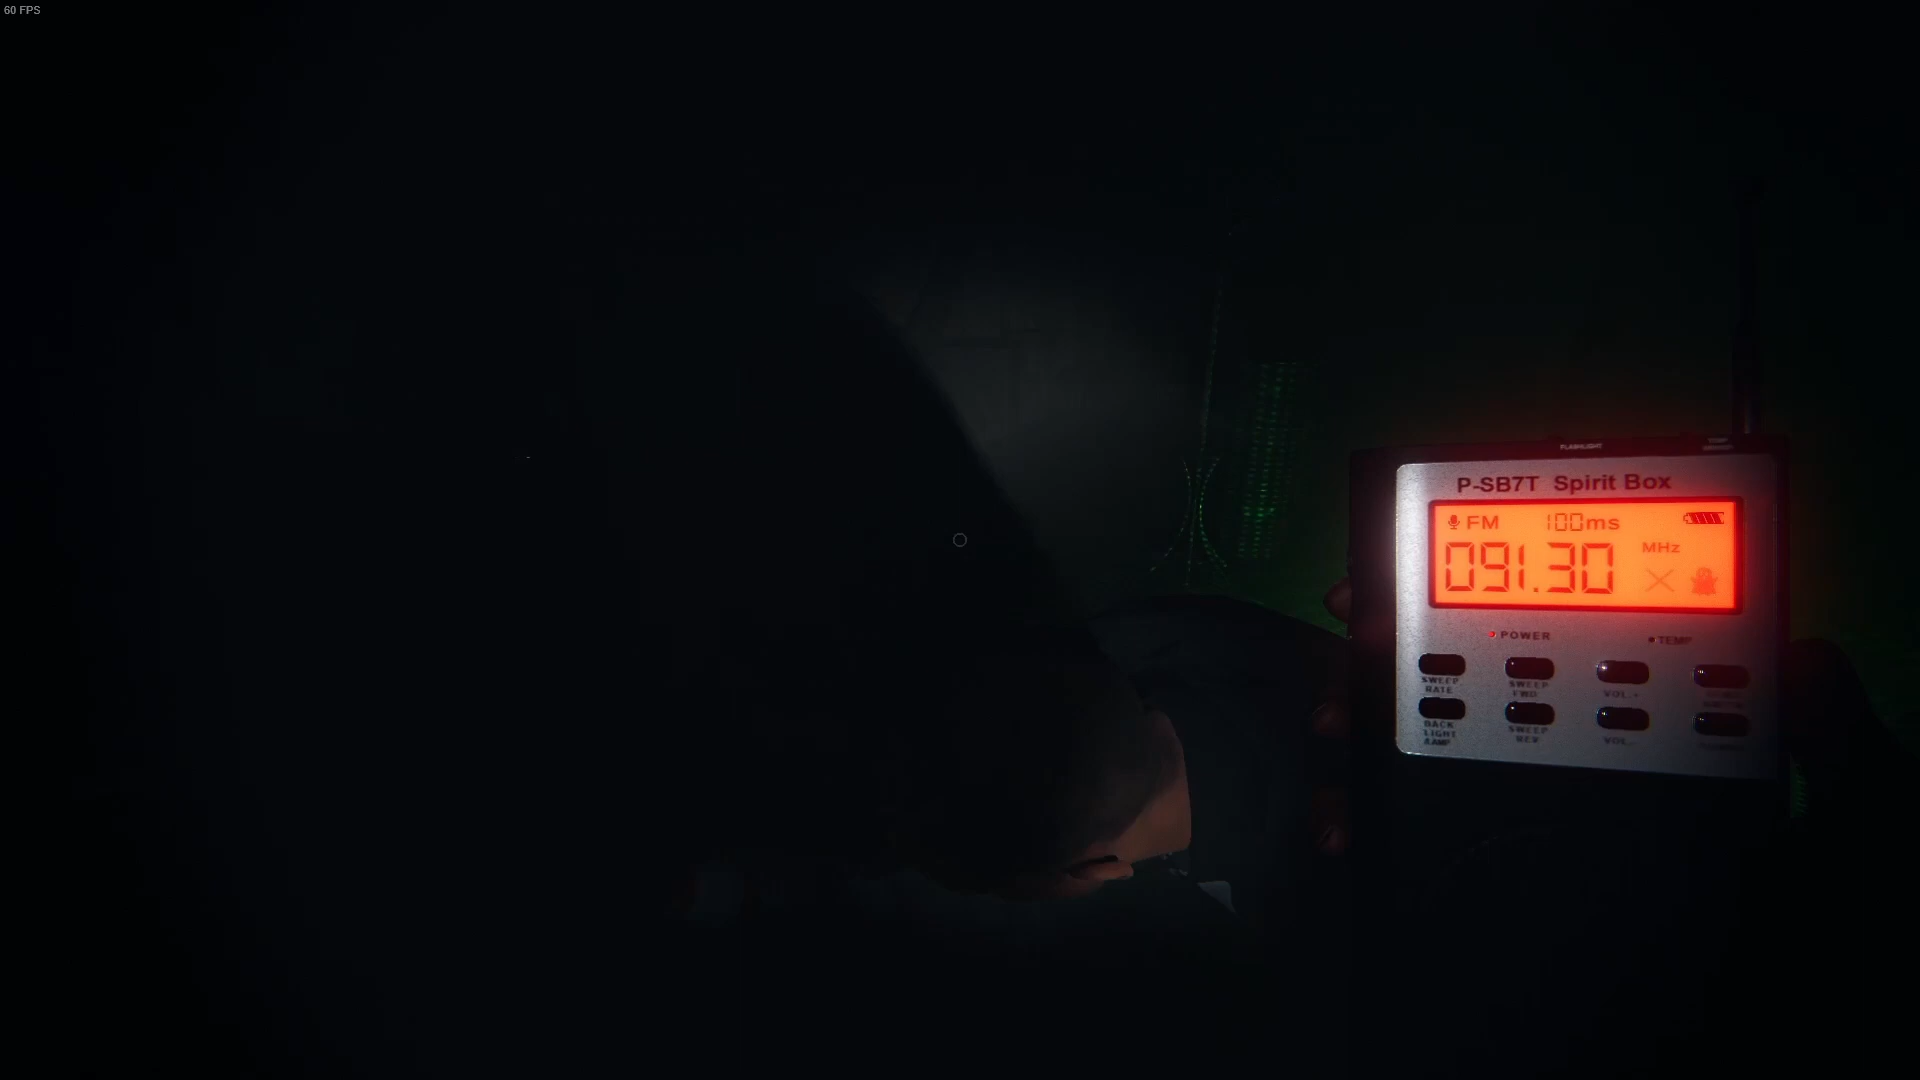 60 FPS
FLASHLIGHT
P-SB7T Spirit Box
FM 100ms
091.30 MHz
POWER TEMP
SWEEP RATE
SWEEP FWD
VOL.+
BACK LIGHT /LAMP
SWEEP REV
VOL.-